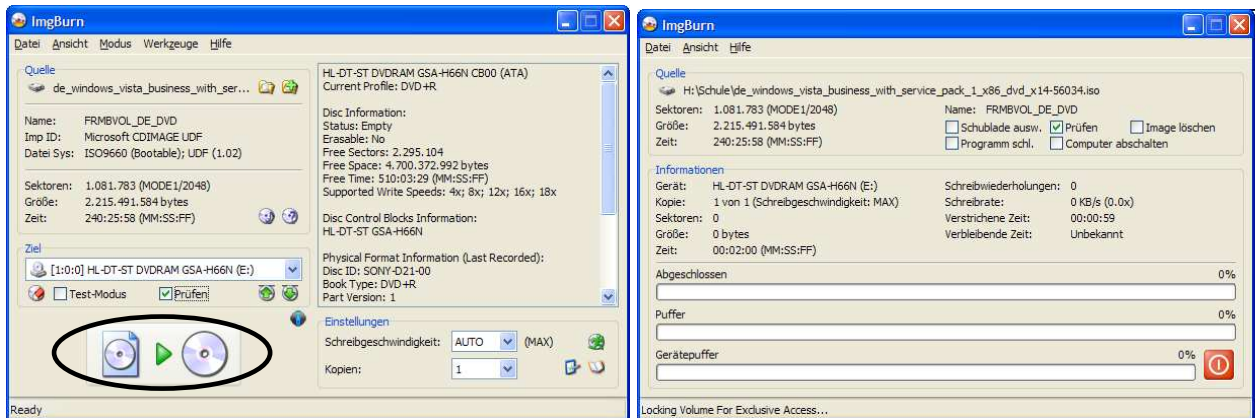 ImgBurn
Datei Ansicht Modus Werkzeuge Hilfe
Quelle
de_windows_vista_business_with_ser...
Name: FRMBVOL_DE_DVD
Imp ID: Microsoft CDIMAGE UDF
Datei Sys: ISO9660 (Bootable); UDF (1.02)
Sektoren: 1.081.783 (MODE1/2048)
Größe: 2.215.491.584 bytes
Zeit: 240:25:58 (MM:SS:FF)
Ziel
[1:0:0] HL-DT-ST DVDRAM GSA-H66N (E:)
Test-Modus Prüfen
HL-DT-ST DVDRAM GSA-H66N CB00 (ATA)
Current Profile: DVD+R
Disc Information:
Status: Empty
Erasable: No
Free Sectors: 2.295.104
Free Space: 4.700.372.992 bytes
Free Time: 510:03:29 (MM:SS:FF)
Supported Write Speeds: 4x; 8x; 12x; 16x; 18x
Disc Control Blocks Information:
HL-DT-ST GSA-H66N
Physical Format Information (Last Recorded):
Disc ID: SONY-D21-00
Book Type: DVD+R
Part Version: 1
Einstellungen
Schreibgeschwindigkeit: AUTO (MAX)
Kopien: 1
Ready
ImgBurn
Datei Ansicht Hilfe
Quelle
H:\Schule\de_windows_vista_business_with_service_pack_1_x86_dvd_x14-56034.iso
Sektoren: 1.081.783 (MODE1/2048) Name: FRMBVOL_DE_DVD
Größe: 2.215.491.584 bytes Schublade ausw. Prüfen Image löschen
Zeit: 240:25:58 (MM:SS:FF) Programm schl. Computer abschalten
Informationen
Gerät: HL-DT-ST DVDRAM GSA-H66N (E:) Schreibwiederholungen: 0
Kopie: 1 von 1 (Schreibgeschwindigkeit: MAX) Schreibrate: 0 KB/s (0.0x)
Sektoren: 0 Verstrichene Zeit: 00:00:59
Größe: 0 bytes Verbleibende Zeit: Unbekannt
Zeit: 00:02:00 (MM:SS:FF)
Abgeschlossen 0%
Puffer 0%
Gerätepuffer 0%
Locking Volume For Exclusive Access...